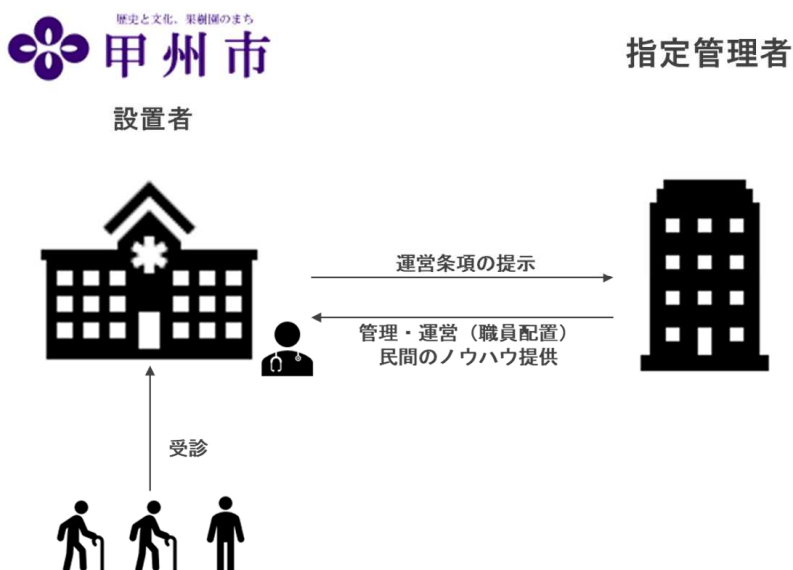 歴史と文化、果樹園のまち
甲州市
指定管理者
設置者
運営条項の提示
管理・運営（職員配置）
民間のノウハウ提供
受診